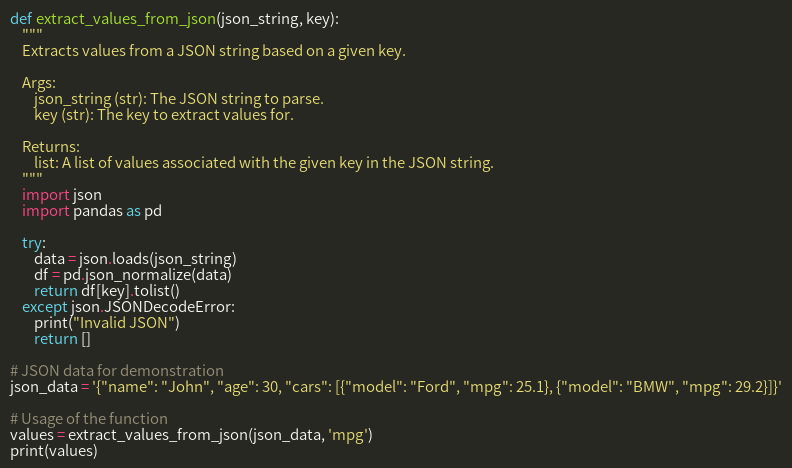 def extract_values_from_json(json_string, key):
    """
    Extracts values from a JSON string based on a given key.

    Args:
        json_string (str): The JSON string to parse.
        key (str): The key to extract values for.

    Returns:
        list: A list of values associated with the given key in the JSON string.
    """
    import json
    import pandas as pd

    try:
        data = json.loads(json_string)
        df = pd.json_normalize(data)
        return df[key].tolist()
    except json.JSONDecodeError:
        print("Invalid JSON")
        return []

# JSON data for demonstration
json_data = '{"name": "John", "age": 30, "cars": [{"model": "Ford", "mpg": 25.1}, {"model": "BMW", "mpg": 29.2}]}'

# Usage of the function
values = extract_values_from_json(json_data, 'mpg')
print(values)